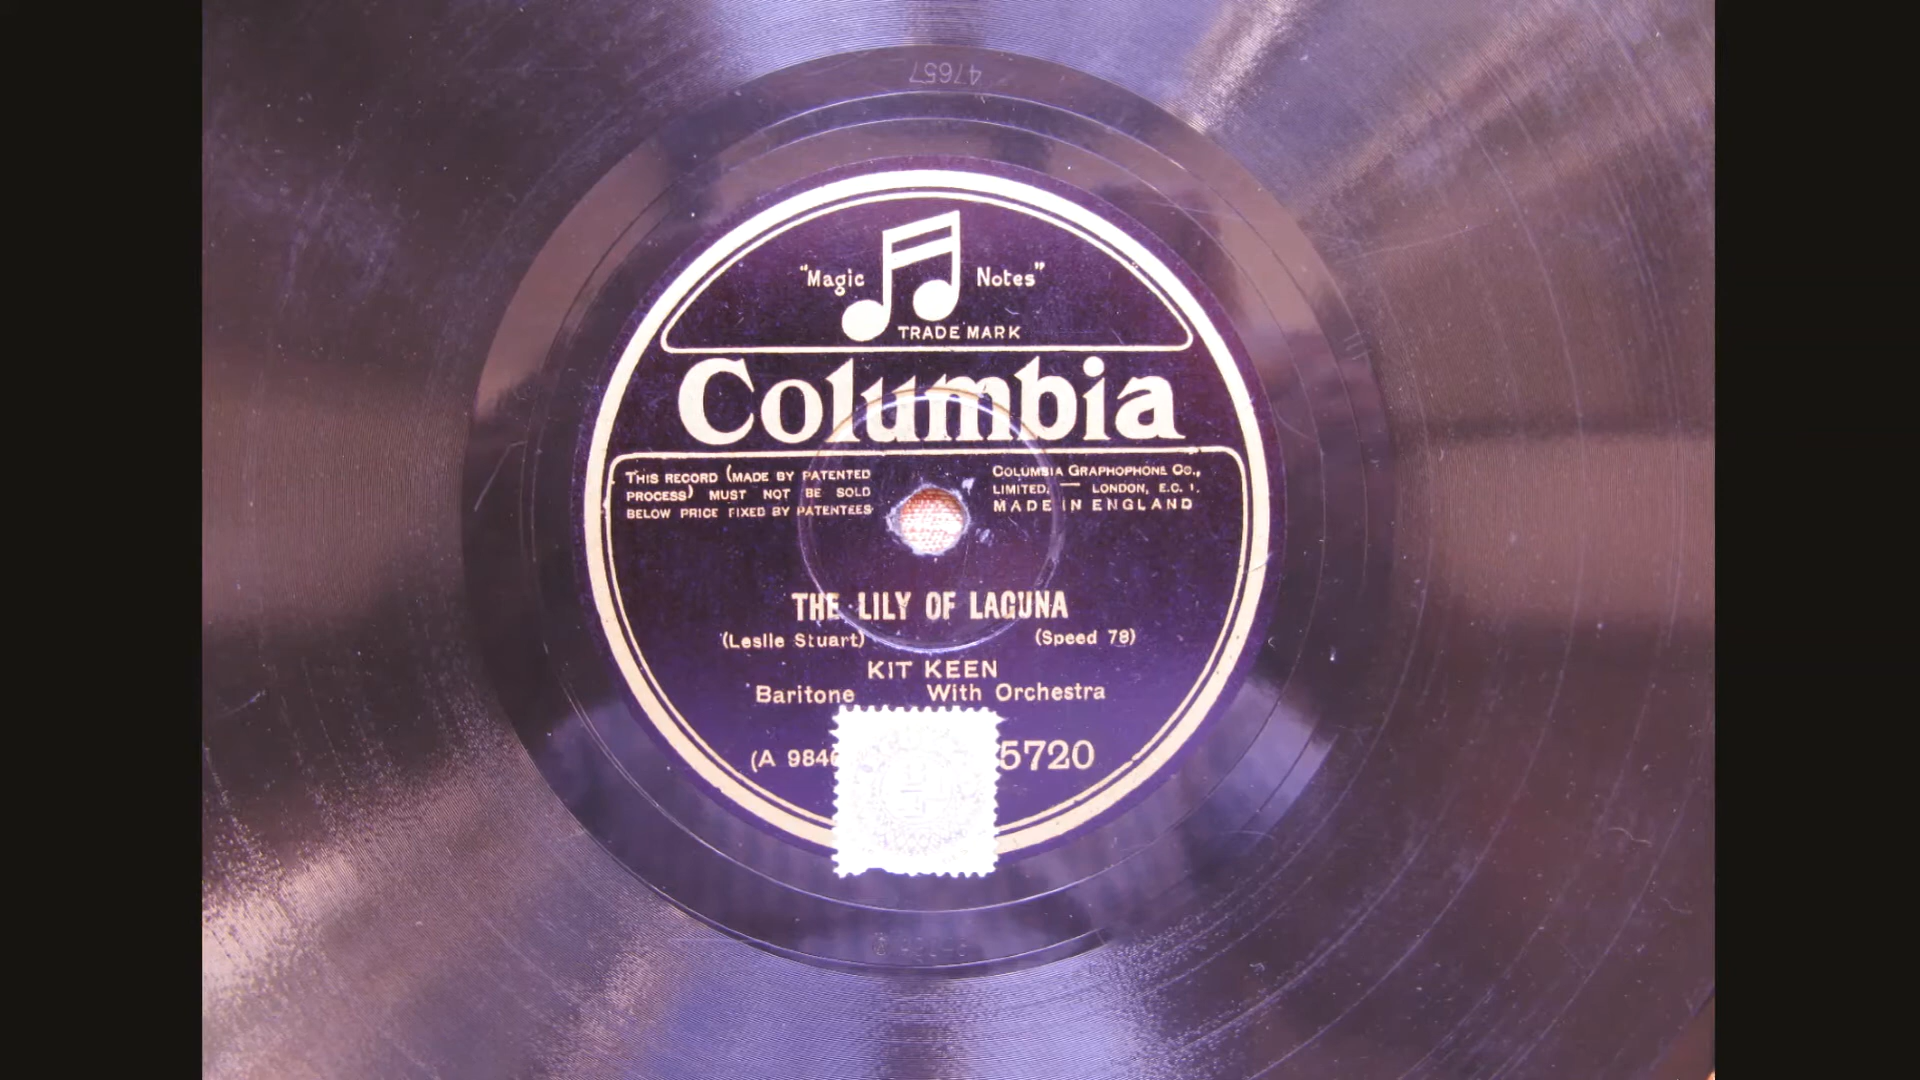 47657
"Magic Notes"
TRADE MARK
Columbia
THIS RECORD (MADE BY PATENTED
PROCESS) MUST NOT BE SOLD
BELOW PRICE FIXED BY PATENTEES
COLUMBIA GRAPHOPHONE CO.,
LIMITED, — LONDON, E.C. 1.
MADE IN ENGLAND
THE LILY OF LAGUNA
(Leslie Stuart) (Speed 78)
KIT KEEN
Baritone With Orchestra
(A 984 5720